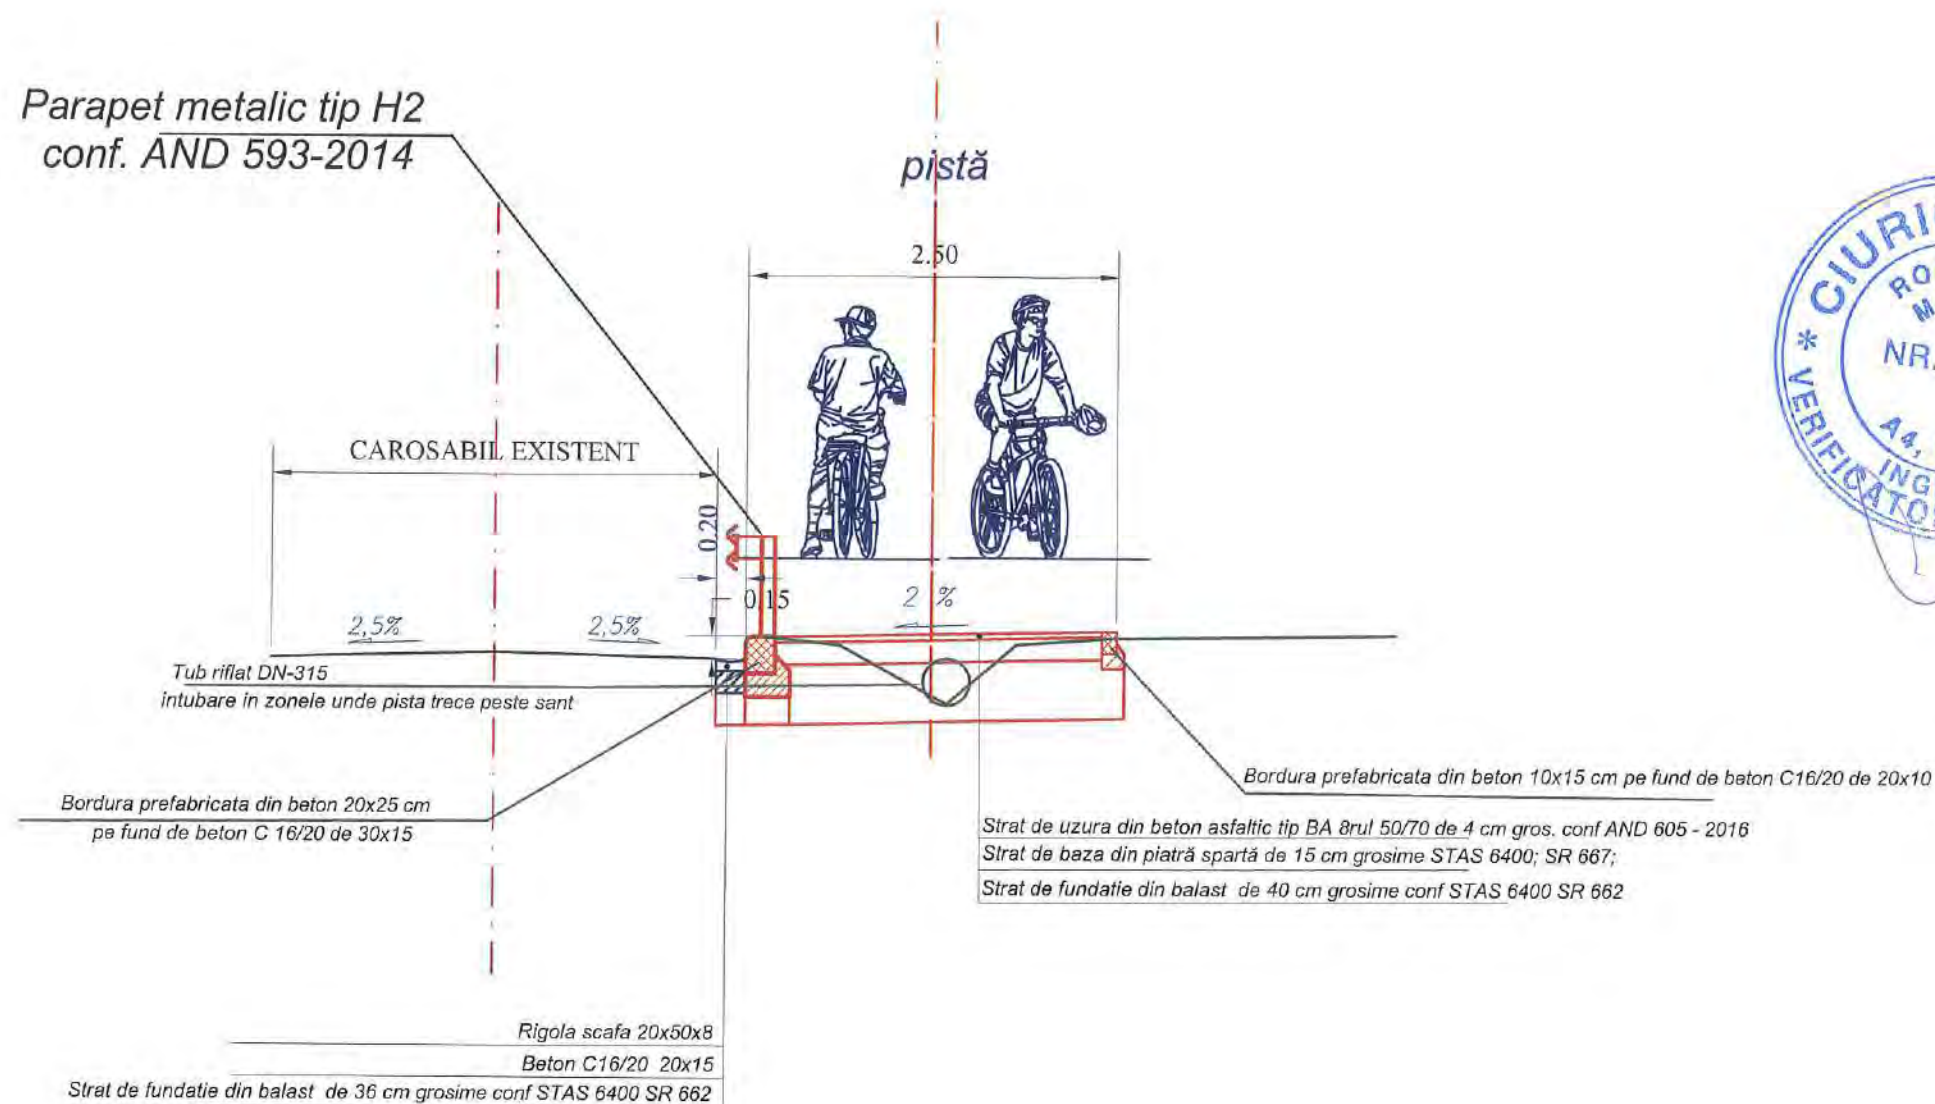 Parapet metalic tip H2
conf. AND 593-2014
pistă
2.50
CAROSABIL EXISTENT
0.20
0.15
2 %
2,5%
2,5%
Tub riflat DN-315
intubare in zonele unde pista trece peste sant
Bordura prefabricata din beton 20x25 cm
pe fund de beton C 16/20 de 30x15
Bordura prefabricata din beton 10x15 cm pe fund de beton C16/20 de 20x10
Strat de uzura din beton asfaltic tip BA 8rul 50/70 de 4 cm gros. conf AND 605 - 2016
Strat de baza din piatră spartă de 15 cm grosime STAS 6400; SR 667;
Strat de fundatie din balast de 40 cm grosime conf STAS 6400 SR 662
Rigola scafa 20x50x8
Beton C16/20 20x15
Strat de fundatie din balast de 36 cm grosime conf STAS 6400 SR 662
* CIURI
NR.
A4,
ING